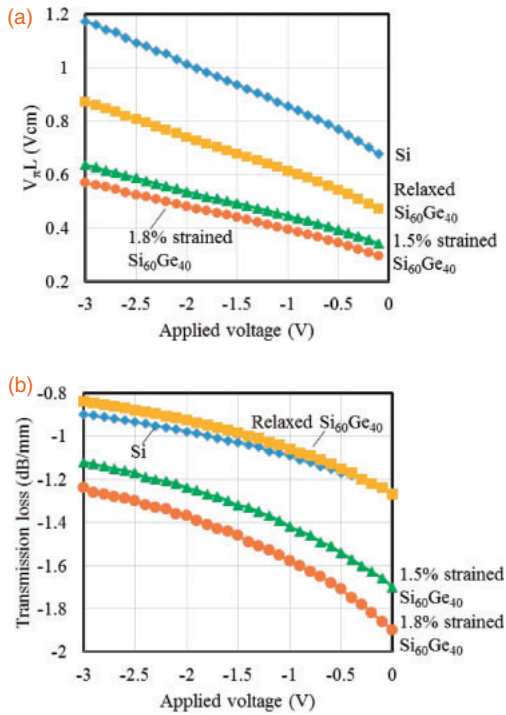 (a)
1.2
1
0.8
0.6
0.4
0.2
VπL (Vcm)
Si
Relaxed
Si60Ge40
1.5% strained
Si60Ge40
1.8% strained
Si60Ge40
-3 -2.5 -2 -1.5 -1 -0.5 0
Applied voltage (V)
(b)
-0.8
-1
-1.2
-1.4
-1.6
-1.8
-2
Transmission loss (dB/mm)
Relaxed Si60Ge40
Si
1.5% strained
Si60Ge40
1.8% strained
Si60Ge40
-3 -2.5 -2 -1.5 -1 -0.5 0
Applied voltage (V)